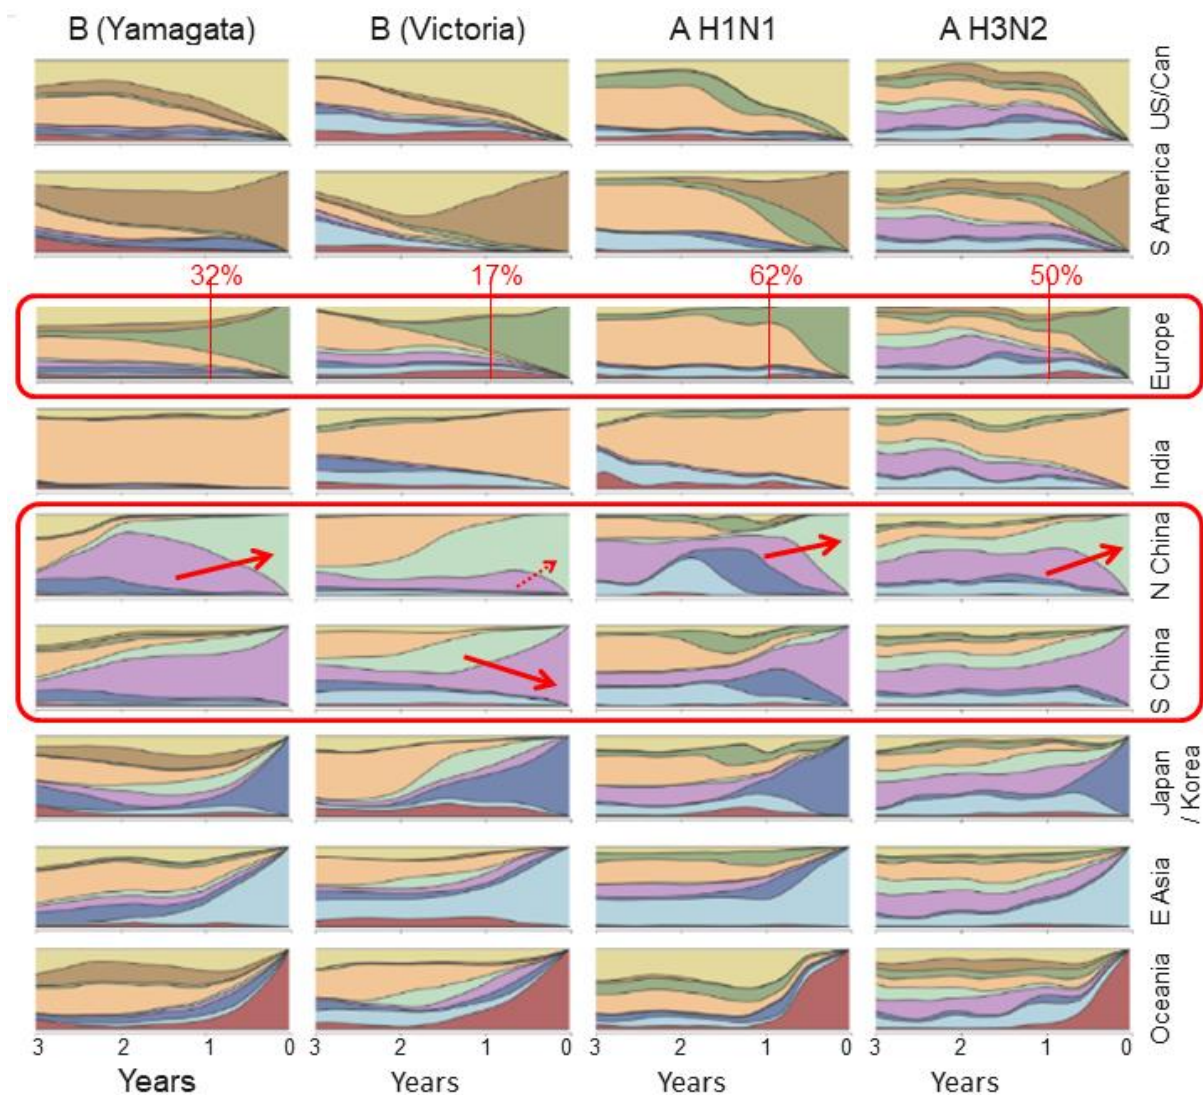 B (Yamagata) B (Victoria) A H1N1 A H3N2
US/Can
S America
32% 17% 62% 50%
Europe
India
N China
S China
Japan
/ Korea
E Asia
Oceania
3 2 1 0 3 2 1 0 3 2 1 0 3 2 1 0
Years Years Years Years